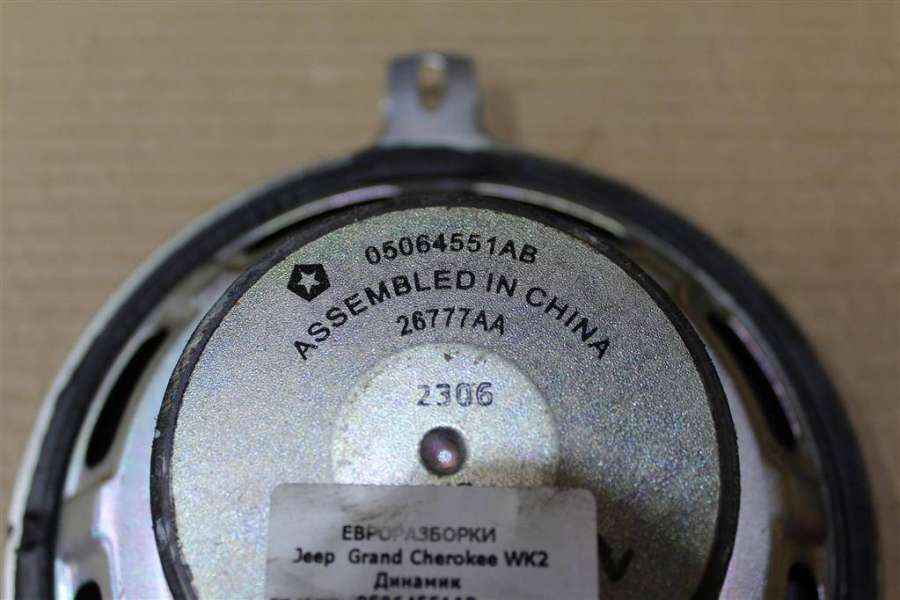 05064551AB
ASSEMBLED IN CHINA
26777AA
2306
ЕВРОРАЗБОРКИ
Jeep Grand Cherokee WK2
Динамик